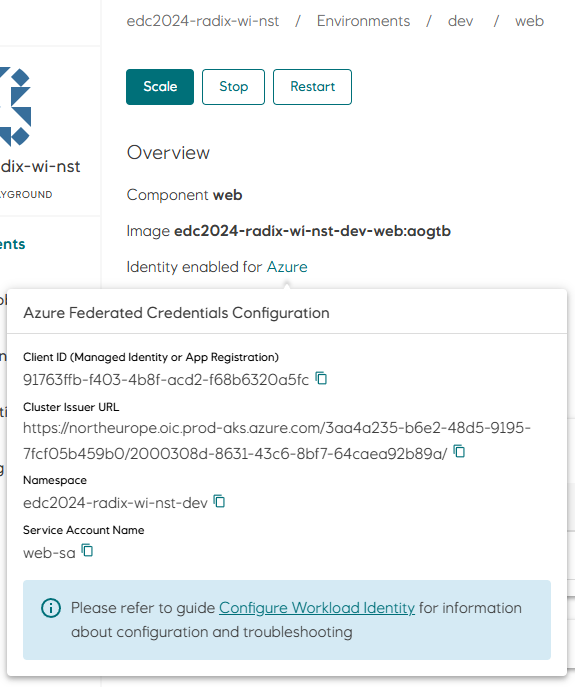 edc2024-radix-wi-nst / Environments / dev / web
Scale Stop Restart
dix-wi-nst
YGROUND
ents
Overview
Component web
Image edc2024-radix-wi-nst-dev-web:aogtb
Identity enabled for Azure
Azure Federated Credentials Configuration
Client ID (Managed Identity or App Registration)
91763ffb-f403-4b8f-acd2-f68b6320a5fc
Cluster Issuer URL
https://northeurope.oic.prod-aks.azure.com/3aa4a235-b6e2-48d5-9195-
7fcf05b459b0/2000308d-8631-43c6-8bf7-64caea92b89a/
Namespace
edc2024-radix-wi-nst-dev
Service Account Name
web-sa
Please refer to guide Configure Workload Identity for information
about configuration and troubleshooting